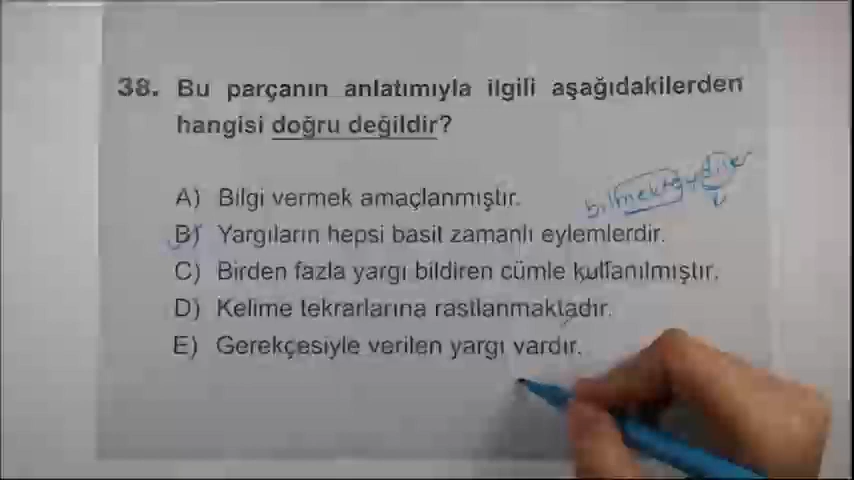 38. Bu parçanın anlatımıyla ilgili aşağıdakilerden
hangisi doğru değildir?
bilmekteydiler
A) Bilgi vermek amaçlanmıştır.
B) Yargıların hepsi basit zamanlı eylemlerdir.
C) Birden fazla yargı bildiren cümle kullanılmıştır.
D) Kelime tekrarlarına rastlanmaktadır.
E) Gerekçesiyle verilen yargı vardır.